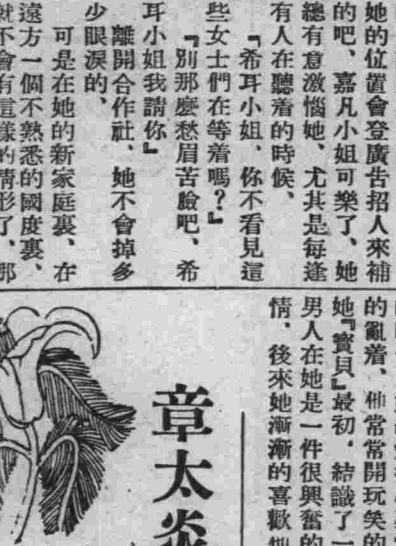 她的位置會登廣告招人來補
的吧、嘉凡小姐可樂了、她
總有意激惱她、尤其是每逢
有人在聽着的時候、
『希耳小姐、你不看見這
些女士們在等着嗎？』
『別那麼愁眉苦臉吧、希
耳小姐我請你』
離開合作社、她不會掉多
少眼淚的、
可是在她的新家庭裏、在
遠方一個不熟悉的國度裏、
就不會有這樣的情形了、那
的亂着、他常常開玩笑的
她『寶貝』最初、結識了一
男人在她是一件很興奮的
情、後來她漸漸的喜歡他
章太炎